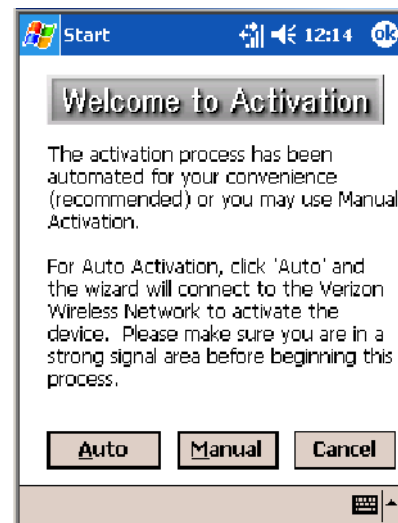 Start 12:14 ok
Welcome to Activation
The activation process has been
automated for your convenience
(recommended) or you may use Manual
Activation.
For Auto Activation, click 'Auto' and
the wizard will connect to the Verizon
Wireless Network to activate the
device. Please make sure you are in a
strong signal area before beginning this
process.
Auto Manual Cancel